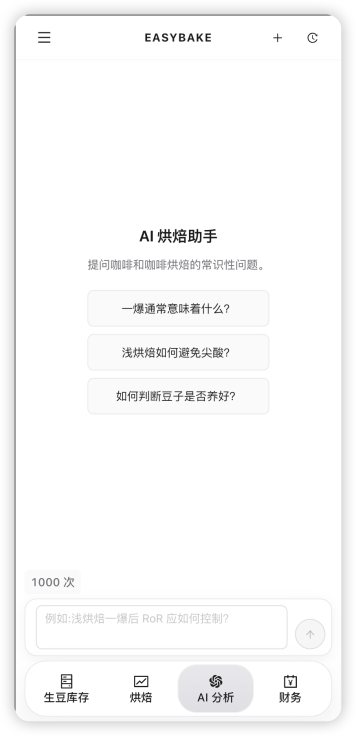 EASYBAKE
AI 烘焙助手
提问咖啡和咖啡烘焙的常识性问题。
一爆通常意味着什么?
浅烘焙如何避免尖酸?
如何判断豆子是否养好?
1000 次
例如:浅烘焙一爆后 RoR 应如何控制?
生豆库存 烘焙 AI 分析 财务